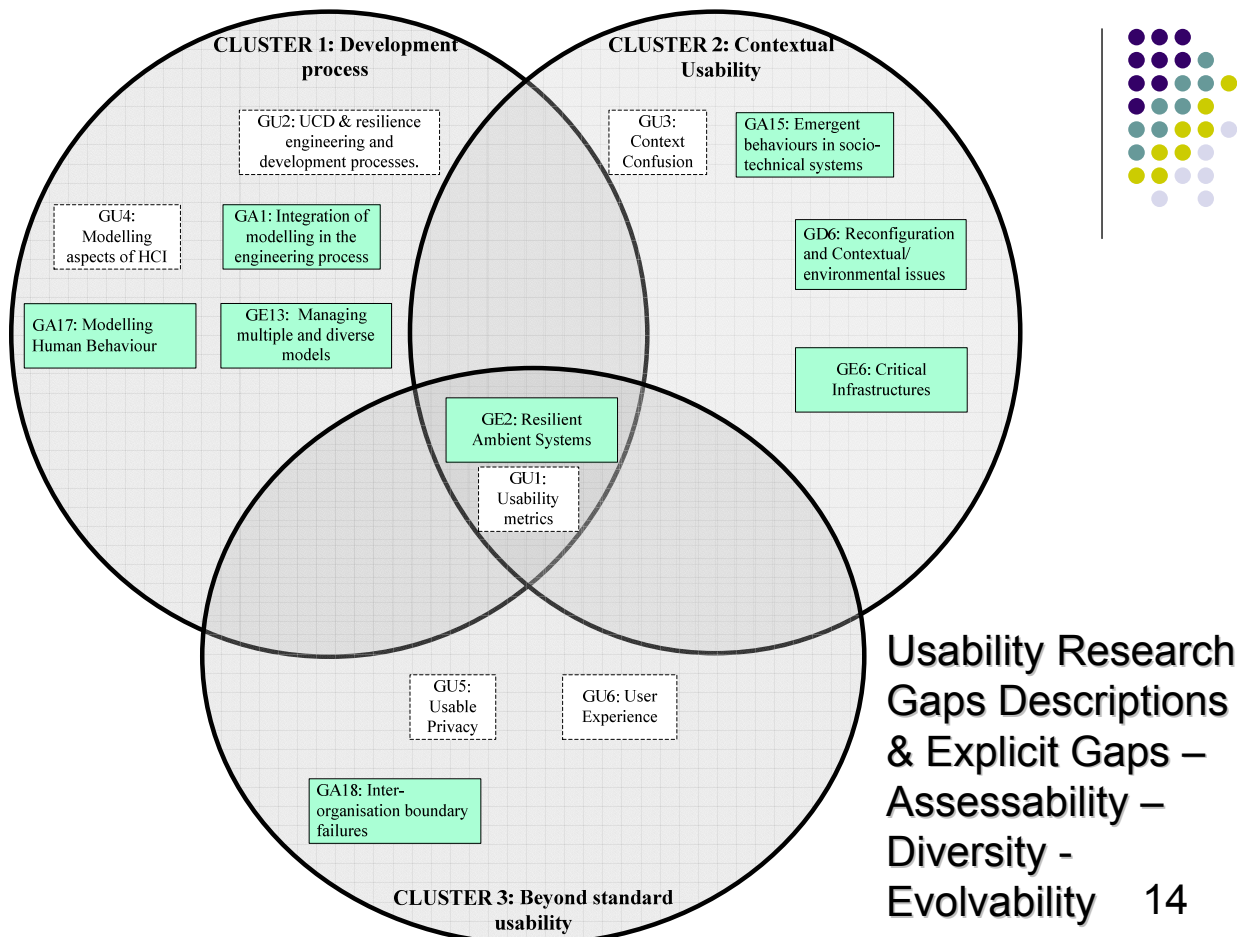 CLUSTER 1: Development
process
CLUSTER 2: Contextual
Usability
GU2: UCD & resilience
engineering and
development processes.
GU3:
Context
Confusion
GA15: Emergent
behaviours in socio-
technical systems
GU4:
Modelling
aspects of HCI
GA1: Integration of
modelling in the
engineering process
GD6: Reconfiguration
and Contextual/
environmental issues
GA17: Modelling
Human Behaviour
GE13:  Managing
multiple and diverse
models
GE6: Critical
Infrastructures
GE2: Resilient
Ambient Systems
GU1:
Usability
metrics
GU5:
Usable
Privacy
GU6: User
Experience
GA18: Inter-
organisation boundary
failures
CLUSTER 3: Beyond standard
usability
Usability Research
Gaps Descriptions
& Explicit Gaps –
Assessability –
Diversity -
Evolvability
14